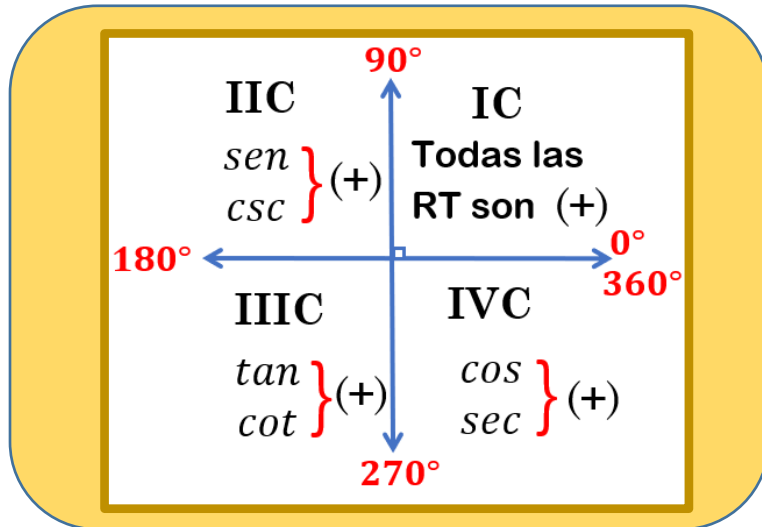 90°
IIC
sen
csc
(+)
IC
Todas las
RT son (+)
180°
0°
360°
IIIC
tan
cot
(+)
IVC
cos
sec
(+)
270°